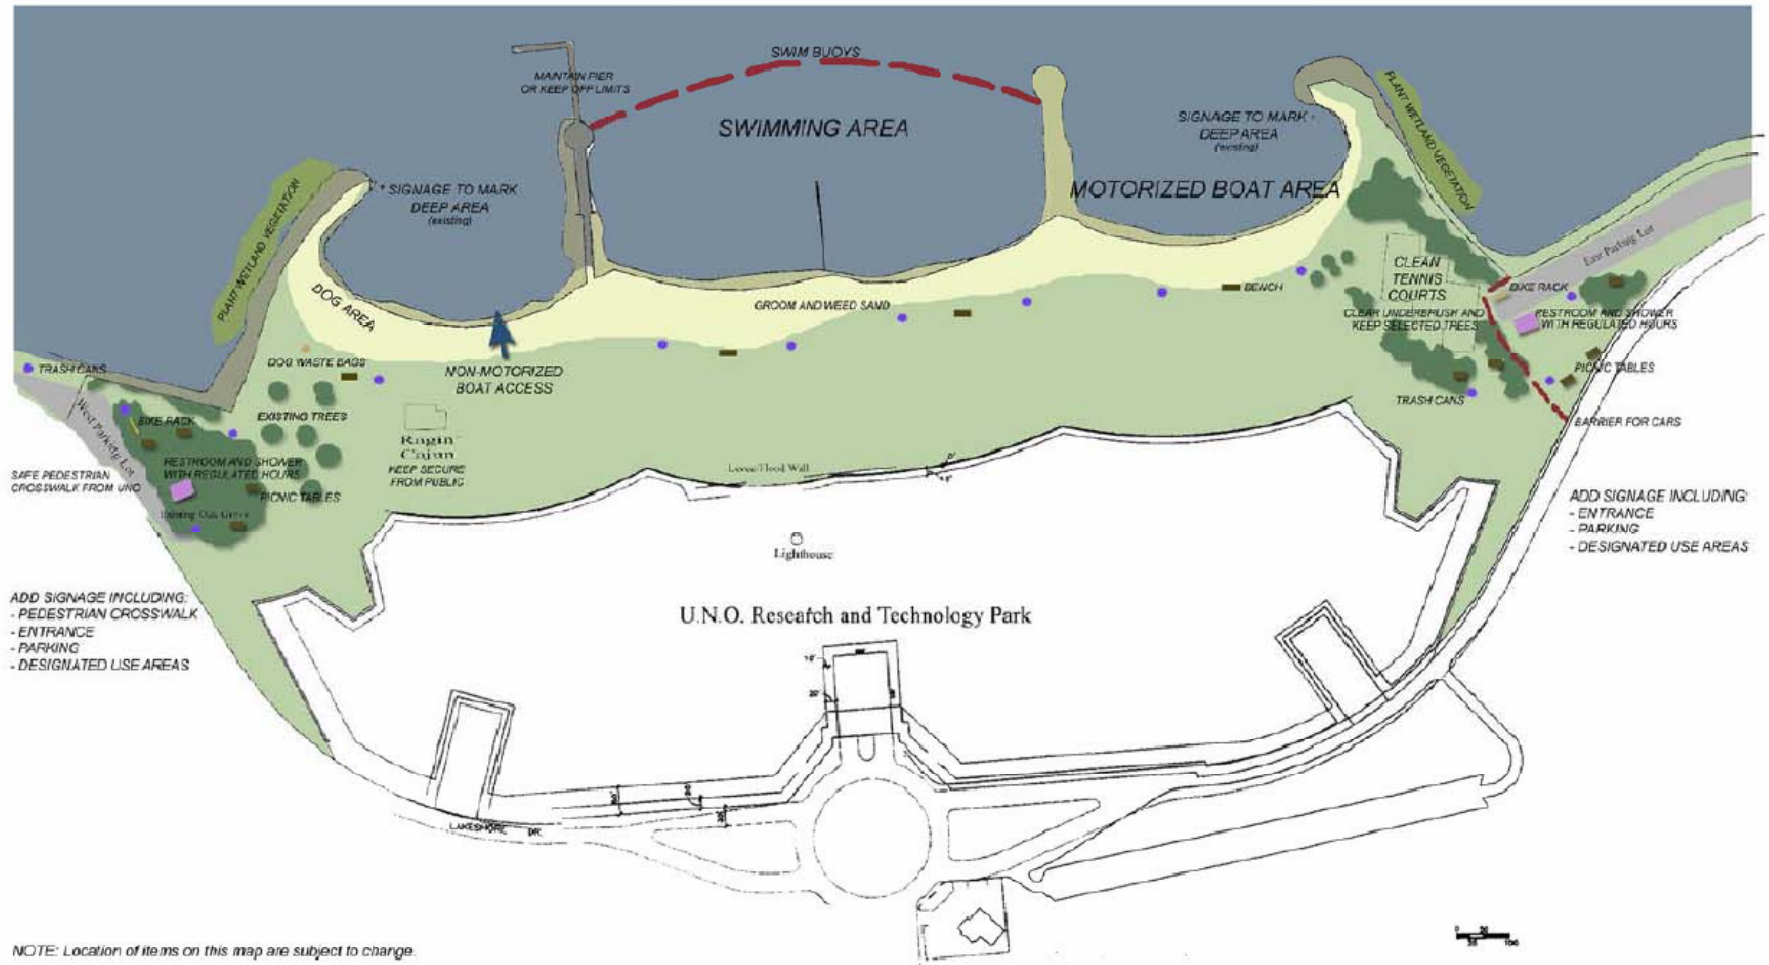 SWIM BUOYS
MAINTAIN PIER
OR KEEP OFF LIMITS
SWIMMING AREA
SIGNAGE TO MARK
DEEP AREA
(existing)
PLANT WETLAND VEGETATION
MOTORIZED BOAT AREA
SIGNAGE TO MARK
DEEP AREA
(existing)
PLANT WETLAND VEGETATION
East Parking Lot
CLEAN
TENNIS
COURTS
BIKE RACK
BENCH
DOG AREA
GROOM AND WEED SAND
CLEAR UNDERBRUSH AND
KEEP SELECTED TREES
RESTROOM AND SHOWER
WITH REGULATED HOURS
TRASH CANS
DOG WASTE BAGS
NON-MOTORIZED
BOAT ACCESS
PICNIC TABLES
TRASH CANS
BARRIER FOR CARS
West Parking Lot
BIKE RACK
EXISTING TREES
Ragin
Cajun
KEEP SECURE
FROM PUBLIC
RESTROOM AND SHOWER
WITH REGULATED HOURS
Levee/Flood Wall
SAFE PEDESTRIAN
CROSSWALK FROM UNO
PICNIC TABLES
Existing Oak Grove
ADD SIGNAGE INCLUDING:
- ENTRANCE
- PARKING
- DESIGNATED USE AREAS
Lighthouse
ADD SIGNAGE INCLUDING:
- PEDESTRIAN CROSSWALK
- ENTRANCE
- PARKING
- DESIGNATED USE AREAS
U.N.O. Research and Technology Park
LAKESHORE DR.
NOTE: Location of items on this map are subject to change.